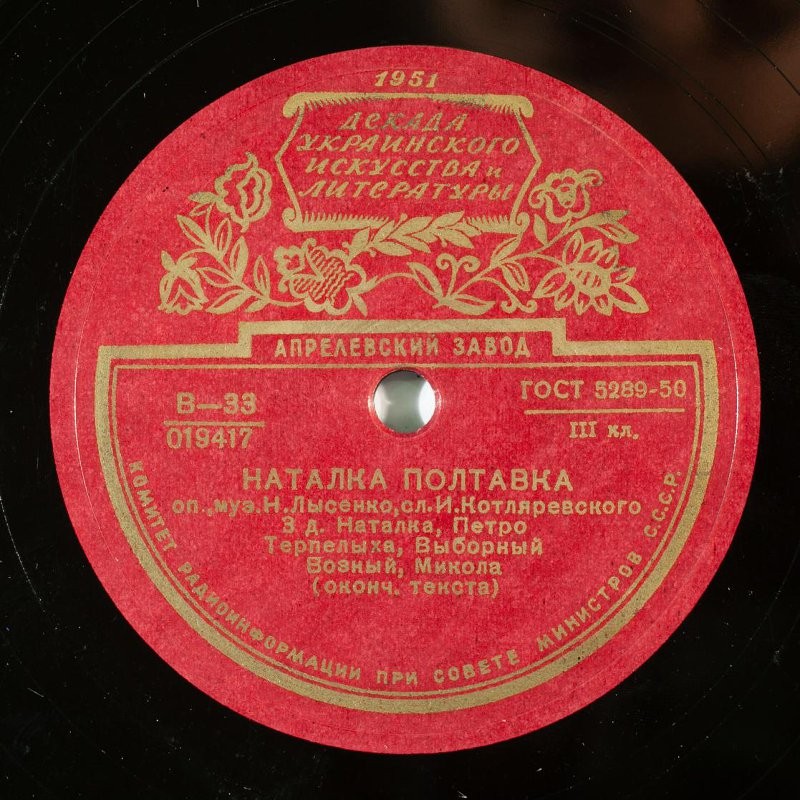 1951
ДЕКАДА
УКРАИНСКОГО
ИСКУССТВА и
ЛИТЕРАТУРЫ
АПРЕЛЕВСКИЙ ЗАВОД
В—33
019417
ГОСТ 5289-50
III кл.
НАТАЛКА ПОЛТАВКА
оп.,муз.Н.Лысенко,сл.И.Котляревского
3 д. Наталка, Петро
Терпелыха, Выборный
Возный, Микола
(оконч. текста)
КОМИТЕТ РАДИОИНФОРМАЦИИ ПРИ СОВЕТЕ МИНИСТРОВ С.С.С.Р.